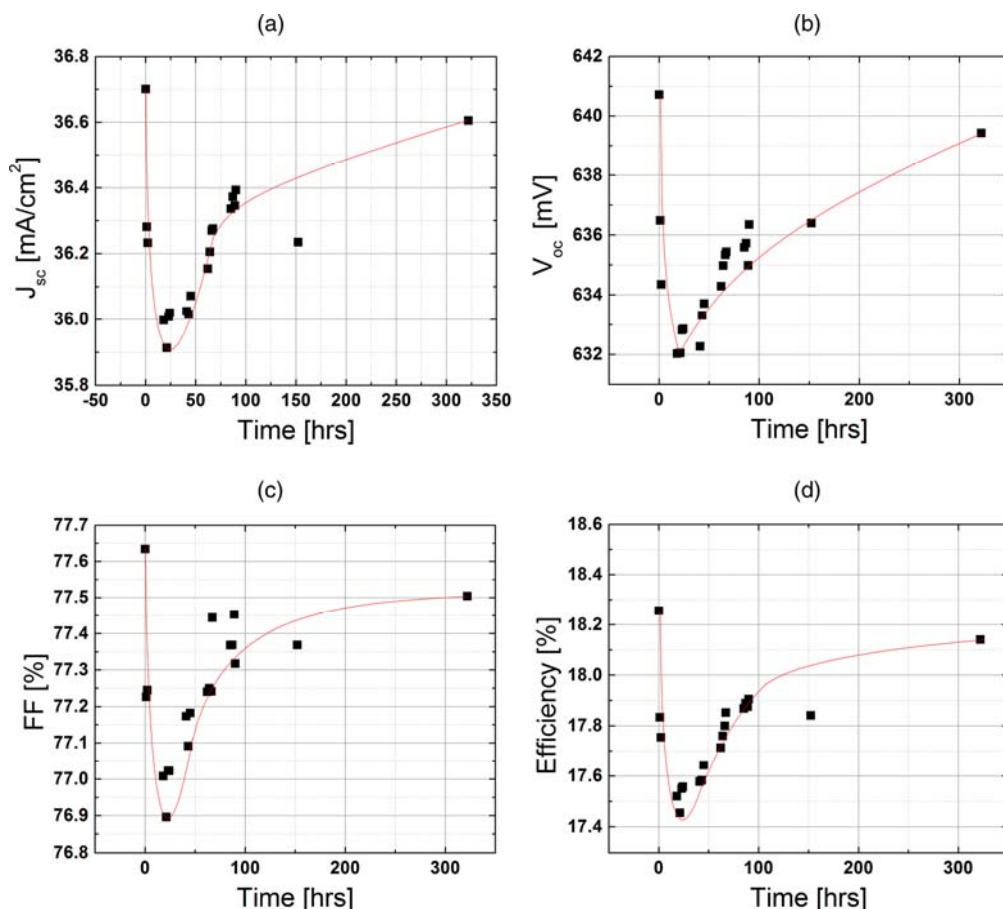 (a)
36.8
36.6
36.4
36.2
36.0
35.8
J_sc [mA/cm²]
-50 0 50 100 150 200 250 300 350
Time [hrs]
(b)
642
640
638
636
634
632
V_oc [mV]
0 100 200 300
Time [hrs]
(c)
77.7
77.6
77.5
77.4
77.3
77.2
77.1
77.0
76.9
76.8
FF [%]
0 100 200 300
Time [hrs]
(d)
18.6
18.4
18.2
18.0
17.8
17.6
17.4
Efficiency [%]
0 100 200 300
Time [hrs]